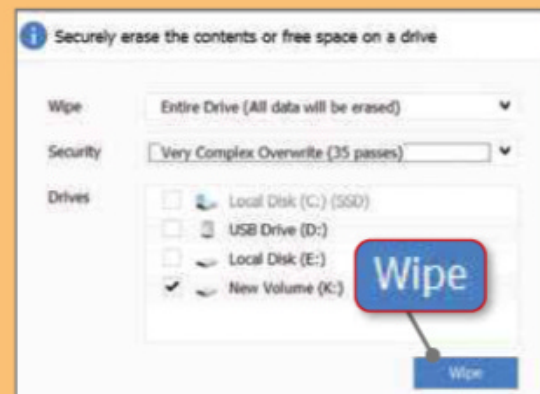 Securely erase the contents or free space on a drive
Wipe Entire Drive (All data will be erased)
Security Very Complex Overwrite (35 passes)
Drives Local Disk (C:) (SSD)
USB Drive (D:)
Local Disk (E:)
New Volume (K:)
Wipe
Wipe